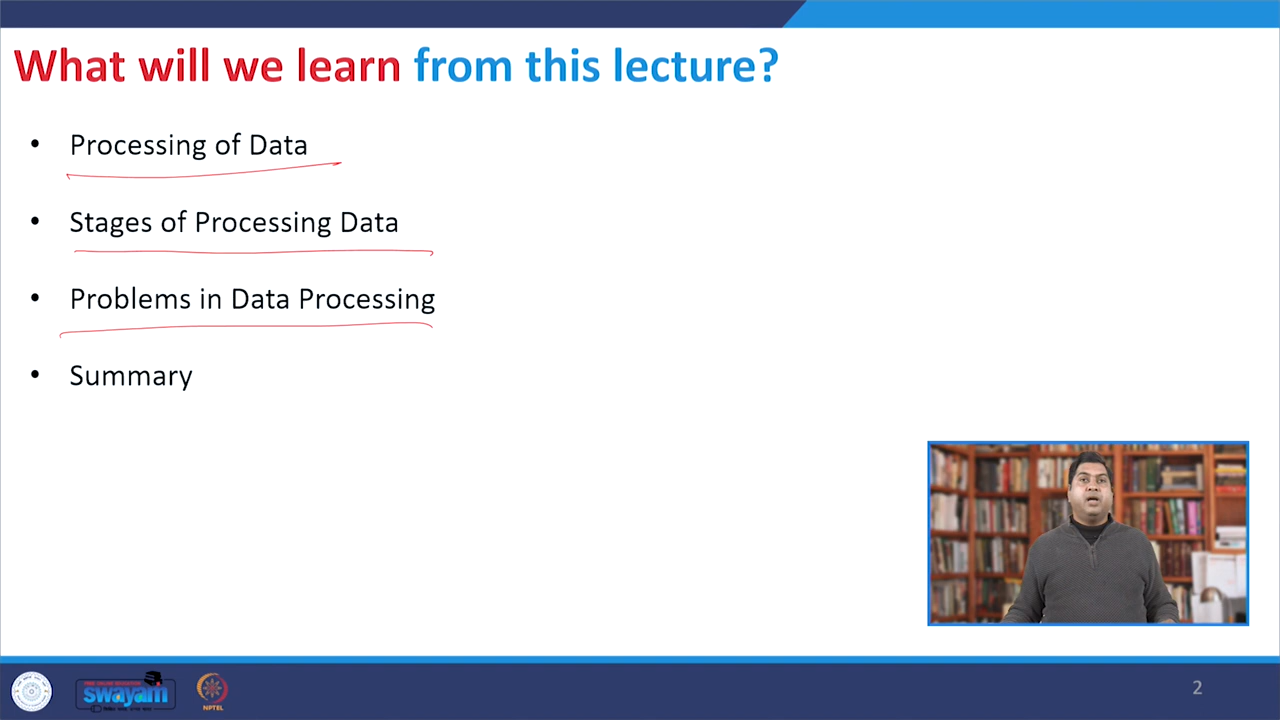 What will we learn from this lecture?
• Processing of Data
• Stages of Processing Data
• Problems in Data Processing
• Summary
swayam
NPTEL
2